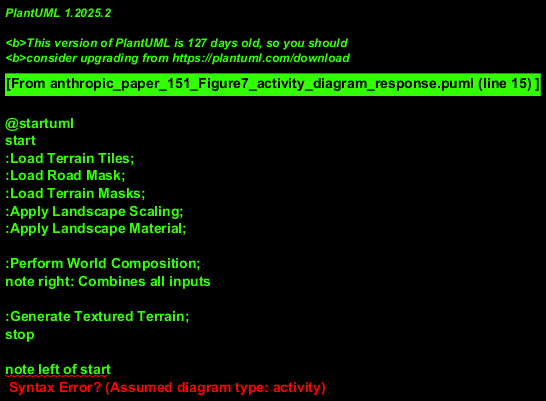 PlantUML 1.2025.2
<b>This version of PlantUML is 127 days old, so you should
<b>consider upgrading from https://plantuml.com/download
[From anthropic_paper_151_Figure7_activity_diagram_response.puml (line 15) ]
@startuml
start
:Load Terrain Tiles;
:Load Road Mask;
:Load Terrain Masks;
:Apply Landscape Scaling;
:Apply Landscape Material;
:Perform World Composition;
note right: Combines all inputs
:Generate Textured Terrain;
stop
note left of start
Syntax Error? (Assumed diagram type: activity)